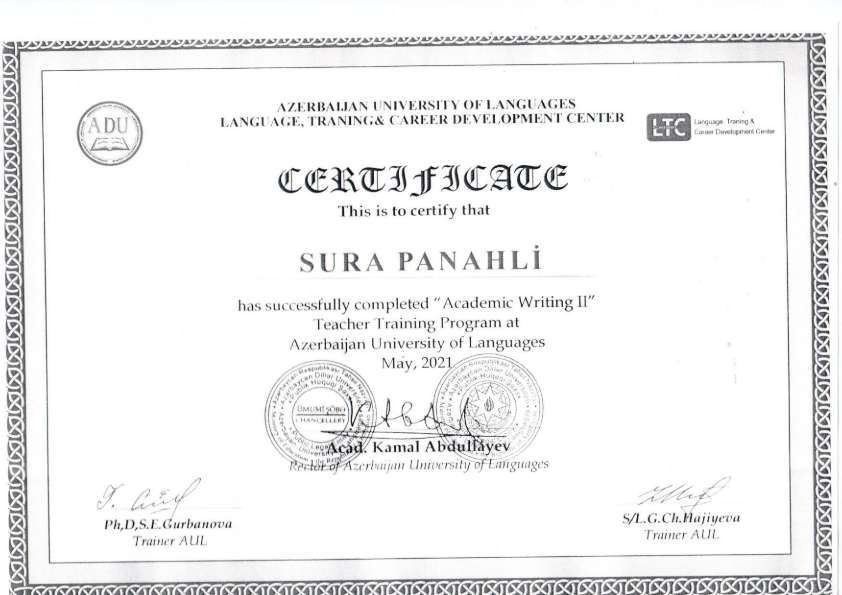 AZERBAIJAN UNIVERSITY OF LANGUAGES
LANGUAGE, TRANING& CAREER DEVELOPMENT CENTER
ADU
LTC
Language Traning &
Career Development Center
CERTIFICATE
This is to certify that
SURA PANAHLİ
has successfully completed "Academic Writing II"
Teacher Training Program at
Azerbaijan University of Languages
May, 2021
ÜMUMİ ŞÖBƏ
CHANCELLERY
Acad. Kamal Abdullayev
Rector of Azerbaijan University of Languages
Ph,D,S.E.Gurbanova
Trainer AUL
S/L.G.Ch.Hajiyeva
Trainer AUL